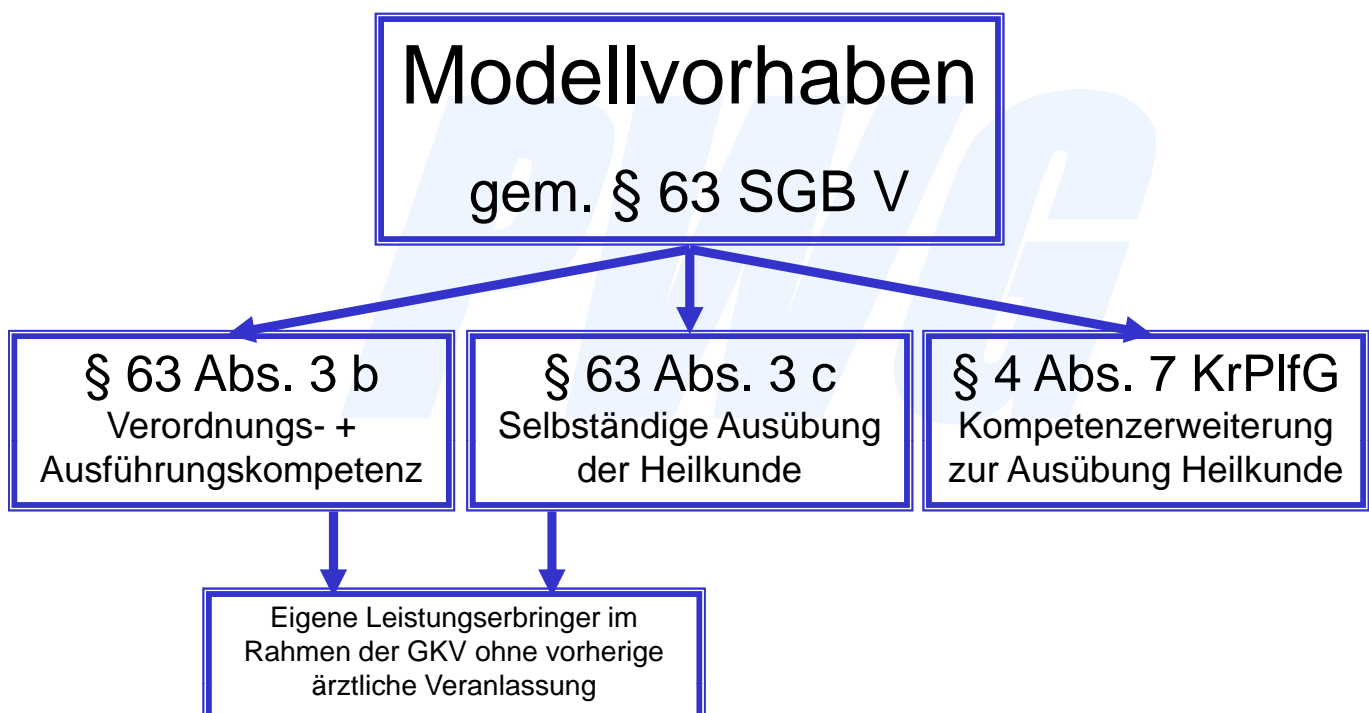 Modellvorhaben
gem. § 63 SGB V
PWG
§ 63 Abs. 3 b
Verordnungs- +
Ausführungskompetenz
§ 63 Abs. 3 c
Selbständige Ausübung
der Heilkunde
§ 4 Abs. 7 KrPlfG
Kompetenzerweiterung
zur Ausübung Heilkunde
Eigene Leistungserbringer im
Rahmen der GKV ohne vorherige
ärztliche Veranlassung